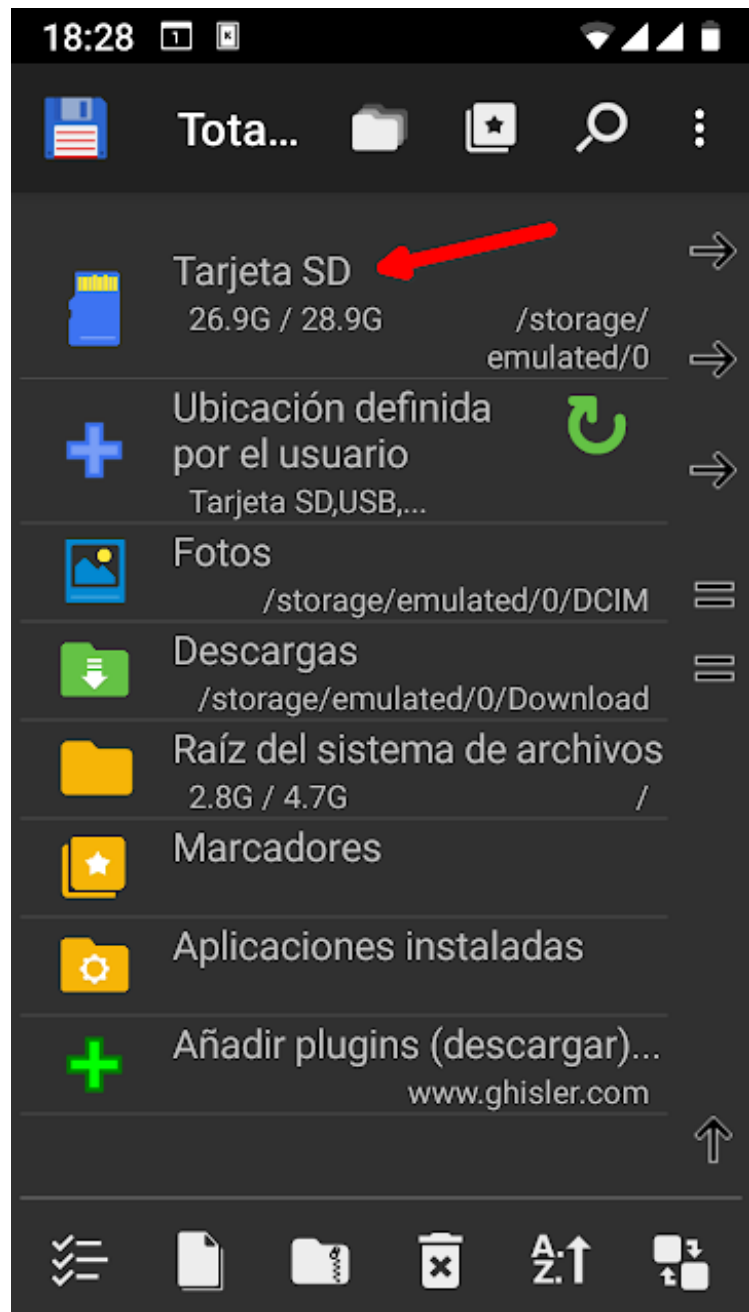 18:28
Tota...
Tarjeta SD
26.9G / 28.9G
/storage/
emulated/0
Ubicación definida
por el usuario
Tarjeta SD,USB,...
Fotos
/storage/emulated/0/DCIM
Descargas
/storage/emulated/0/Download
Raíz del sistema de archivos
2.8G / 4.7G /
Marcadores
Aplicaciones instaladas
Añadir plugins (descargar)...
www.ghisler.com
A.
Z.